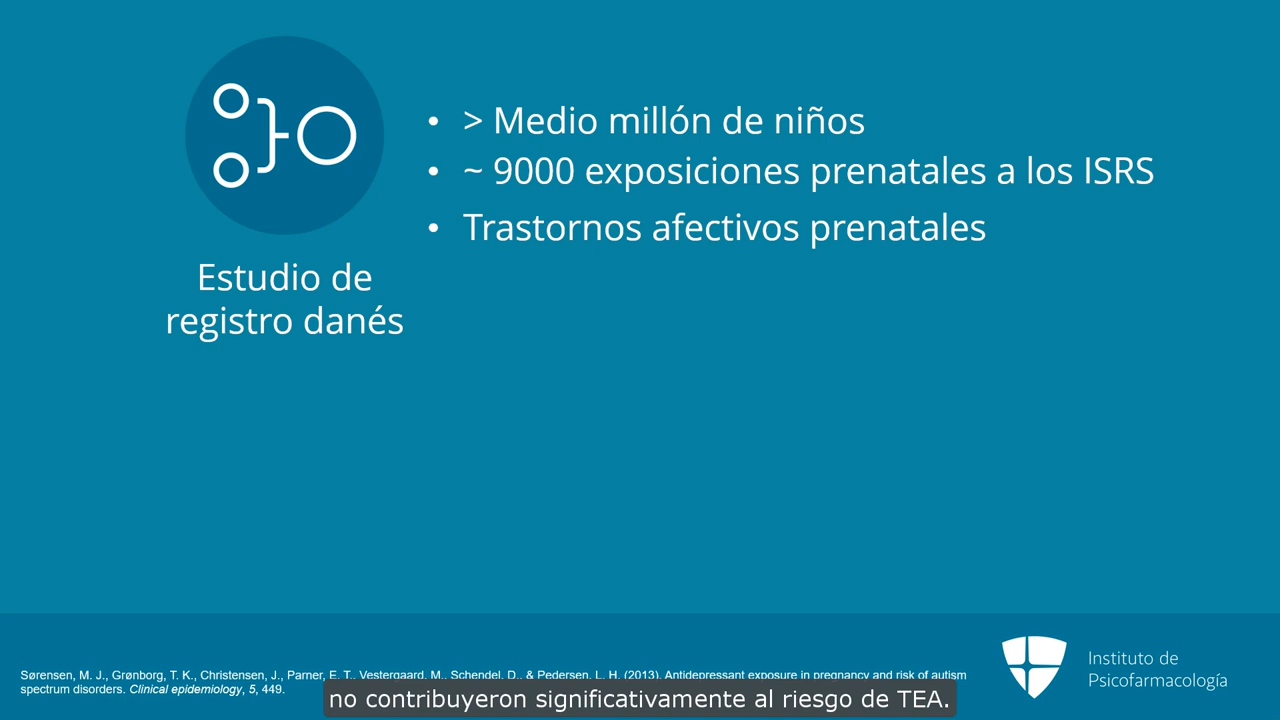 • > Medio millón de niños
• ~ 9000 exposiciones prenatales a los ISRS
• Trastornos afectivos prenatales
Estudio de
registro danés
Sørensen, M. J., Grønborg, T. K., Christensen, J., Parner, E. T., Vestergaard, M., Schendel, D., & Pedersen, L. H. (2013). Antidepressant exposure in pregnancy and risk of autism
spectrum disorders. Clinical epidemiology, 5, 449.
no contribuyeron significativamente al riesgo de TEA.
Instituto de
Psicofarmacología